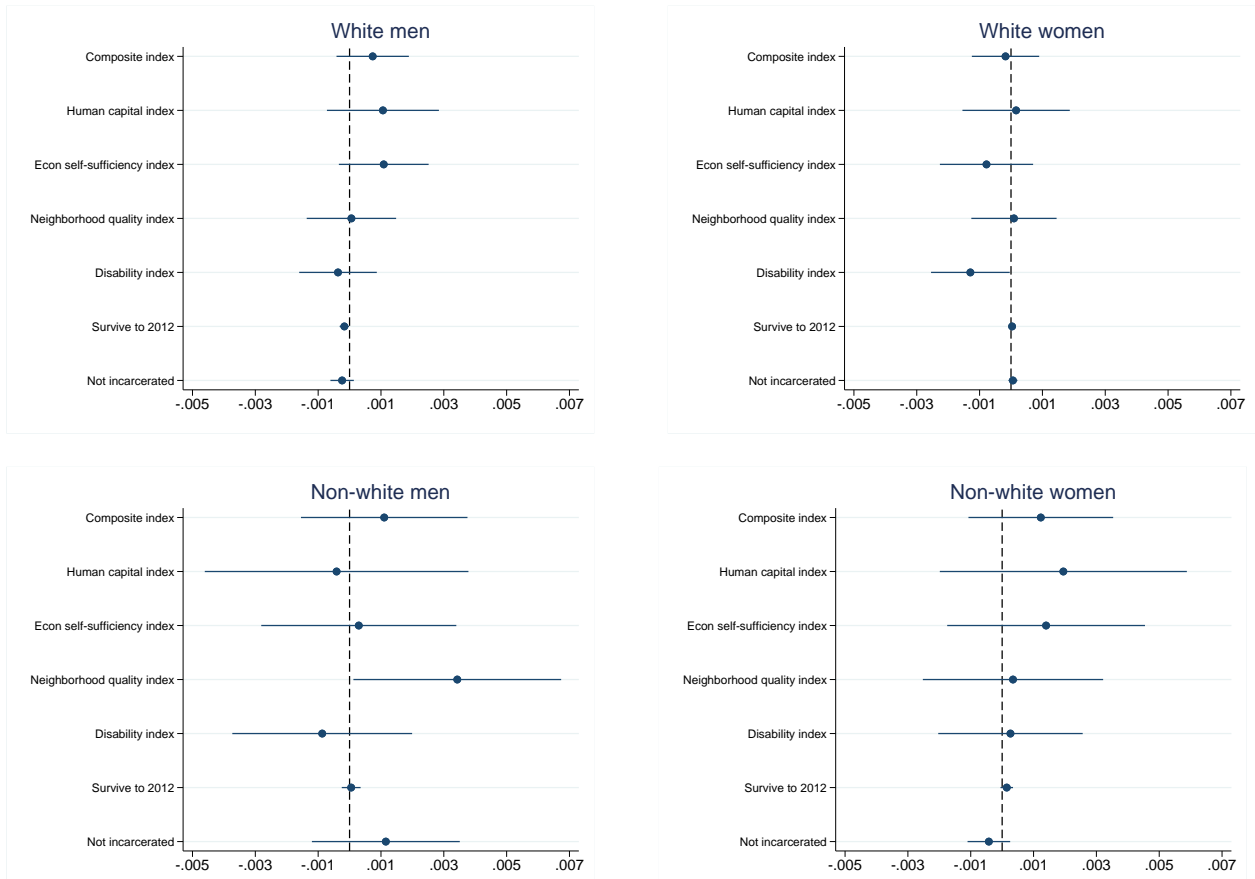 White men
Composite index
Human capital index
Econ self-sufficiency index
Neighborhood quality index
Disability index
Survive to 2012
Not incarcerated
-.005 -.003 -.001 .001 .003 .005 .007
White women
Composite index
Human capital index
Econ self-sufficiency index
Neighborhood quality index
Disability index
Survive to 2012
Not incarcerated
-.005 -.003 -.001 .001 .003 .005 .007
Non-white men
Composite index
Human capital index
Econ self-sufficiency index
Neighborhood quality index
Disability index
Survive to 2012
Not incarcerated
-.005 -.003 -.001 .001 .003 .005 .007
Non-white women
Composite index
Human capital index
Econ self-sufficiency index
Neighborhood quality index
Disability index
Survive to 2012
Not incarcerated
-.005 -.003 -.001 .001 .003 .005 .007